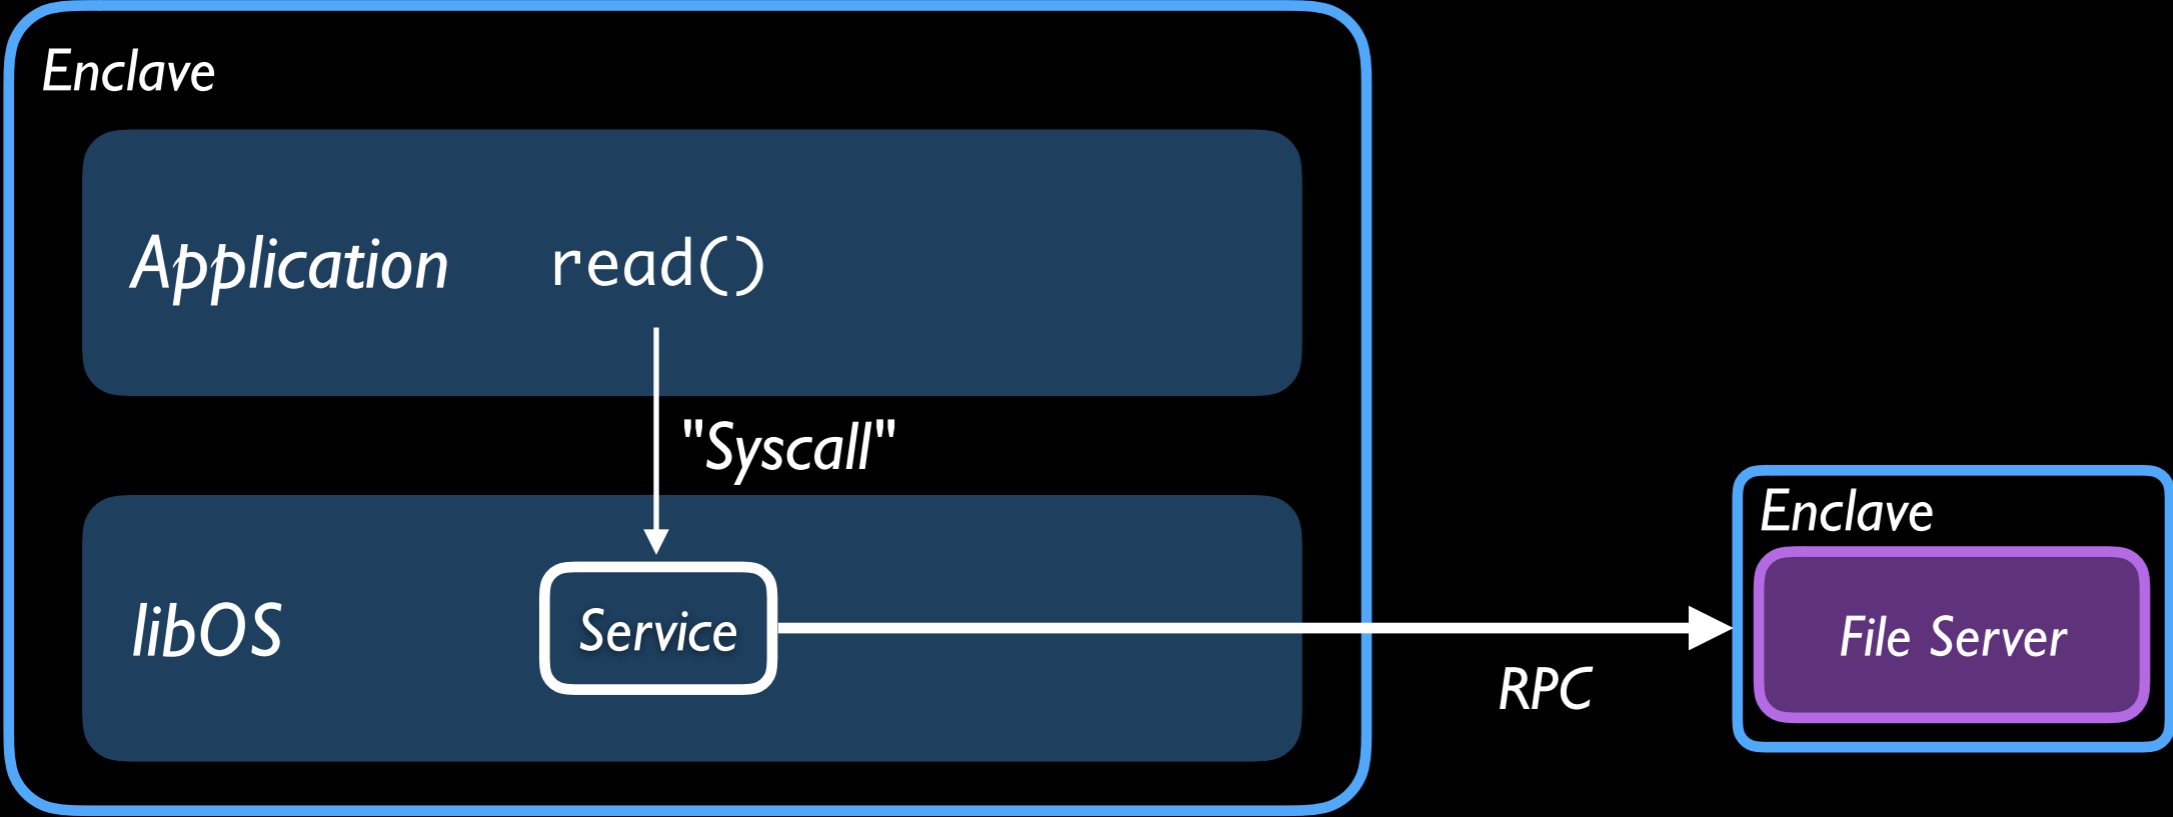 Enclave
Application read()
"Syscall"
libOS Service
RPC
Enclave
File Server